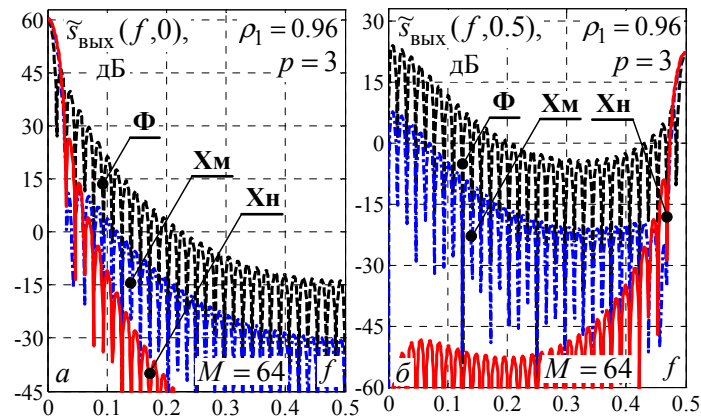 60
45
30
15
0
-15
-30
-45
s̃вых(f,0),
дБ
ρ₁ = 0.96
p = 3
Ф
Хм
Хн
а
M = 64
f
0
0.1
0.2
0.3
0.4
0.5
30
15
0
-15
-30
-45
-60
s̃вых(f,0.5),
дБ
ρ₁ = 0.96
p = 3
Ф
Хм
Хн
б
M = 64
f
0
0.1
0.2
0.3
0.4
0.5